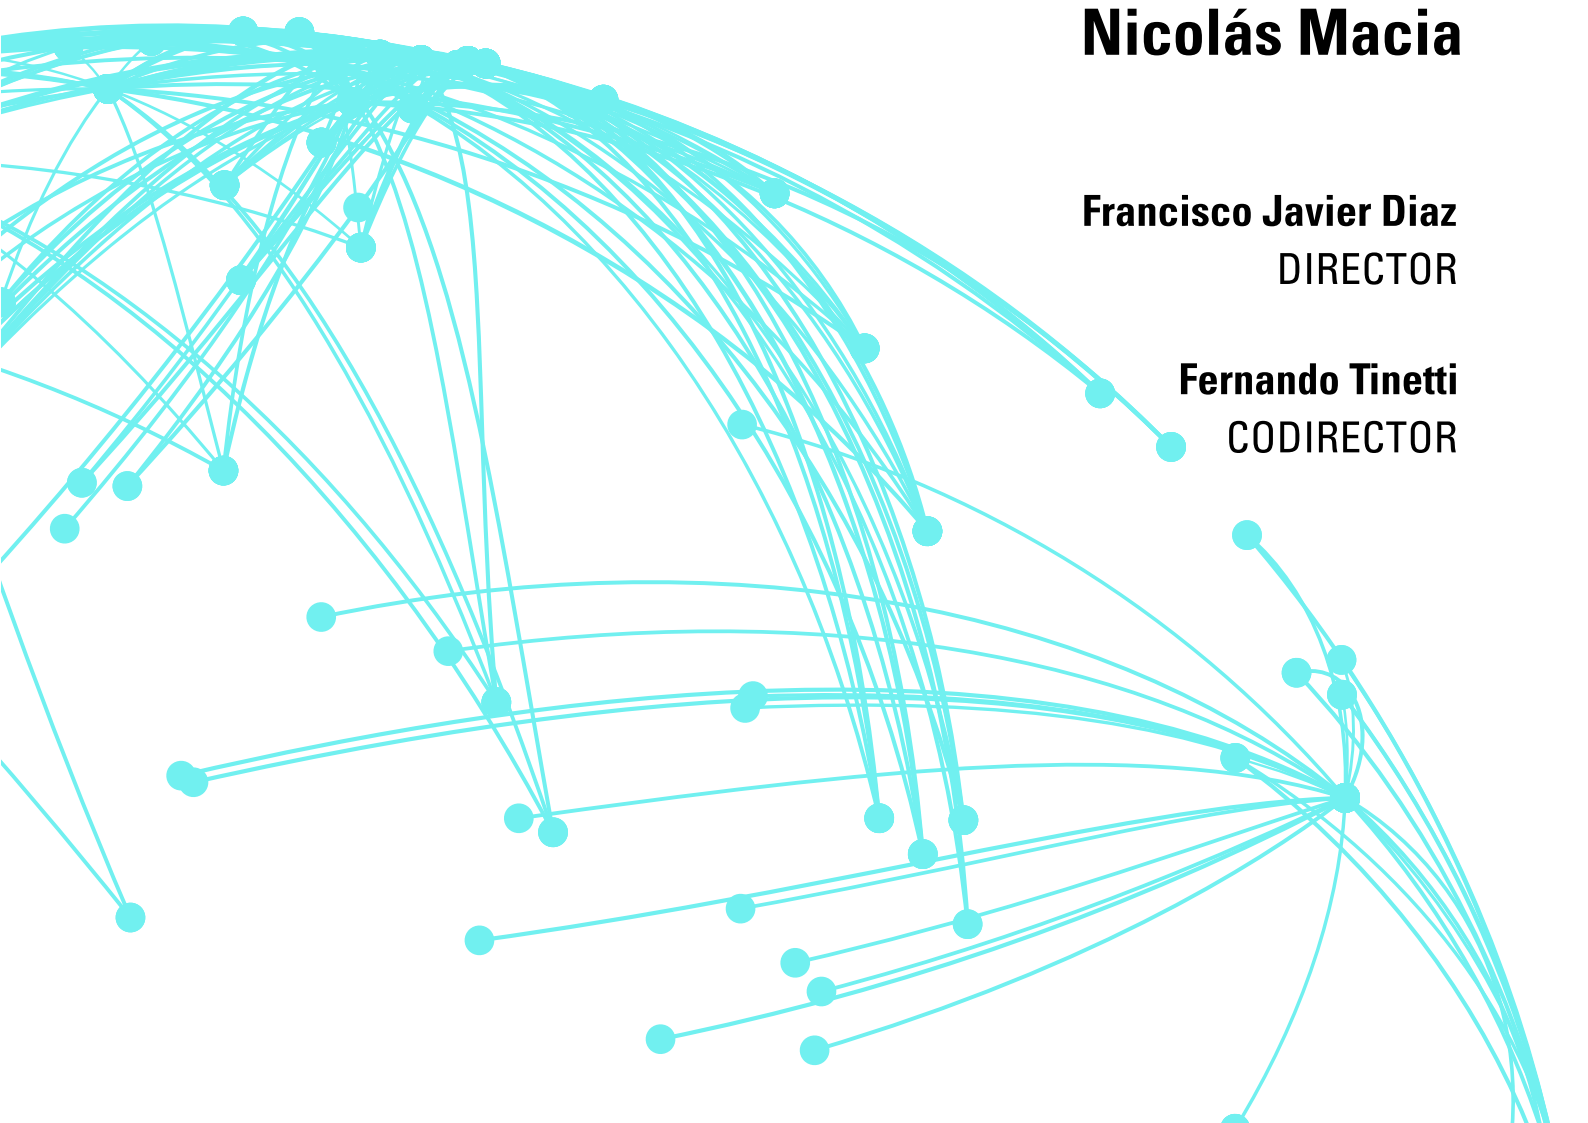 Nicolás Macia
Francisco Javier Diaz
DIRECTOR
Fernando Tinetti
CODIRECTOR